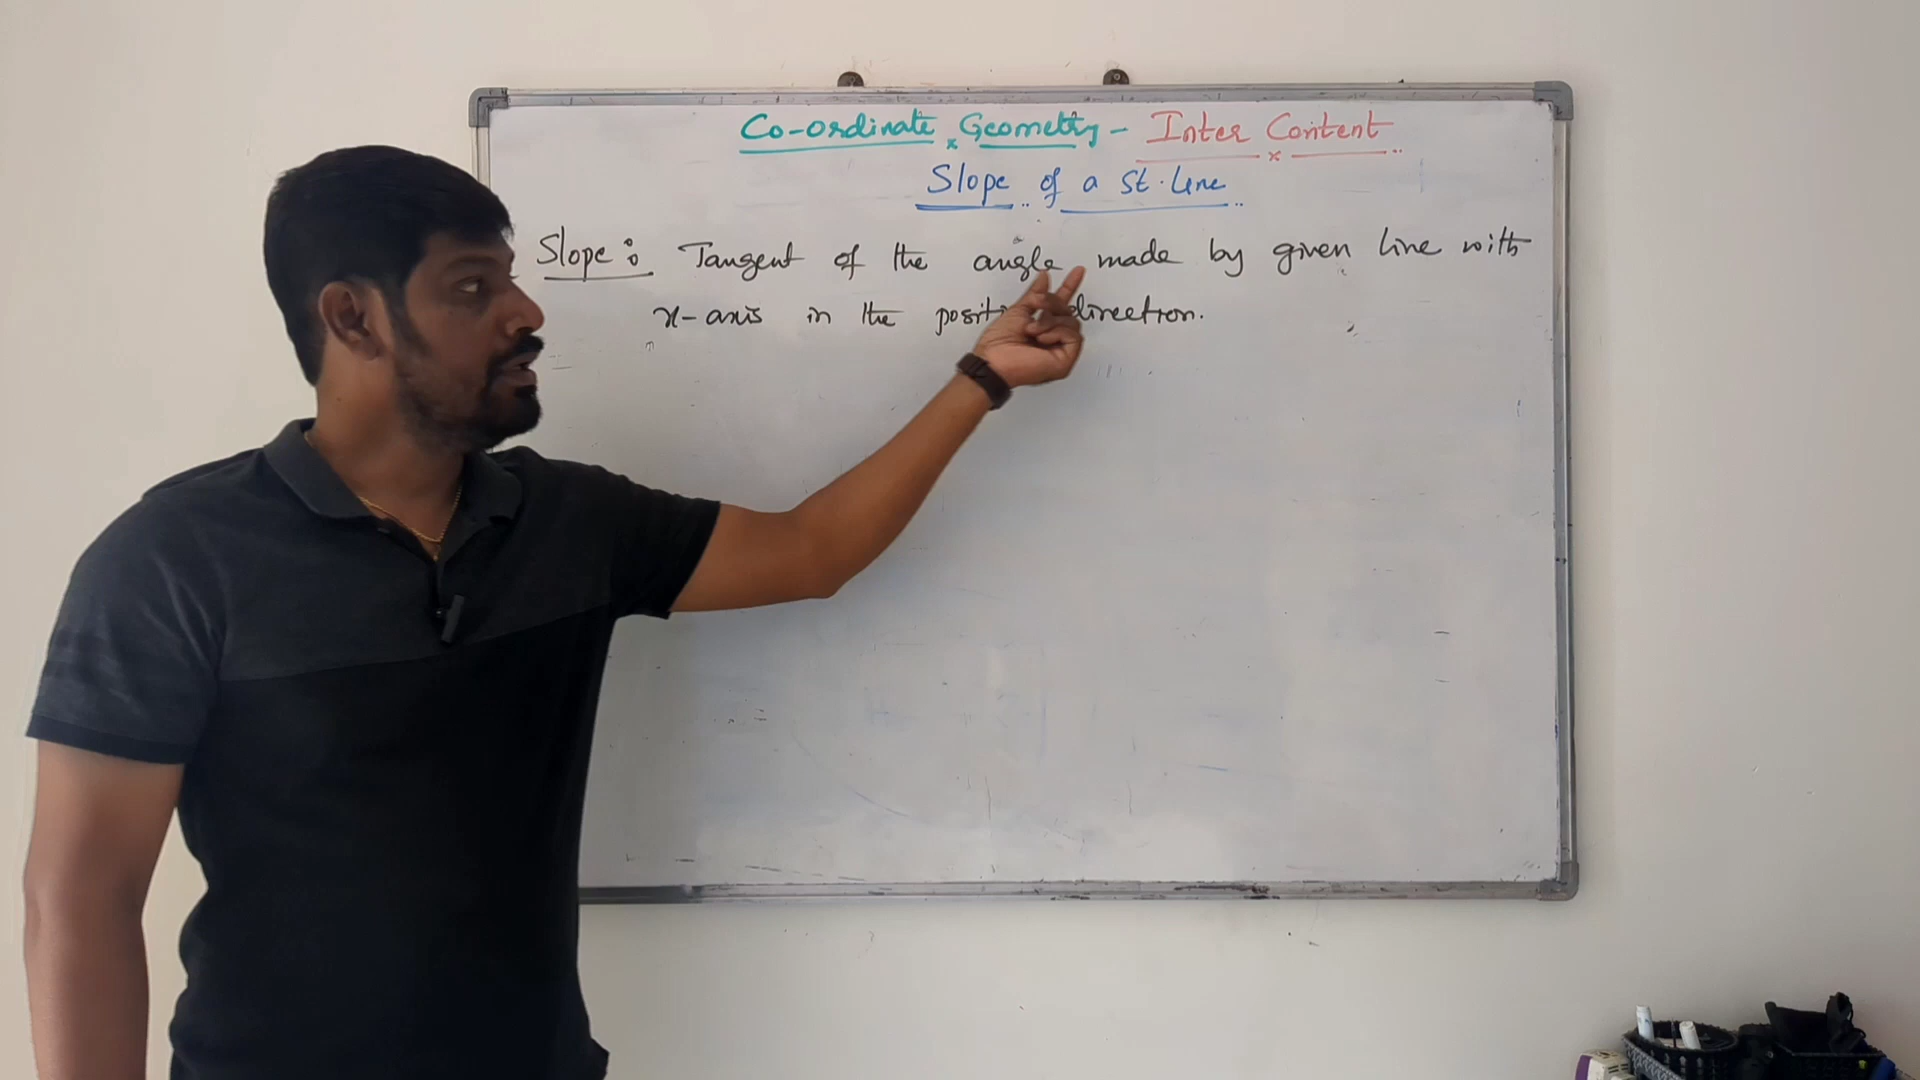 Co-ordinate Geometry - Inter Content
Slope of a St. Line
Slope : Tangent of the angle made by given line with
x-axis in the direction.